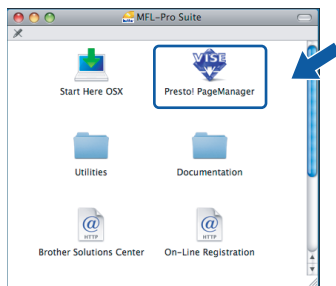 MFL-Pro Suite
VISE
Start Here OSX
Presto! PageManager
Utilities
Documentation
@
HTTP
@
HTTP
Brother Solutions Center
On-Line Registration